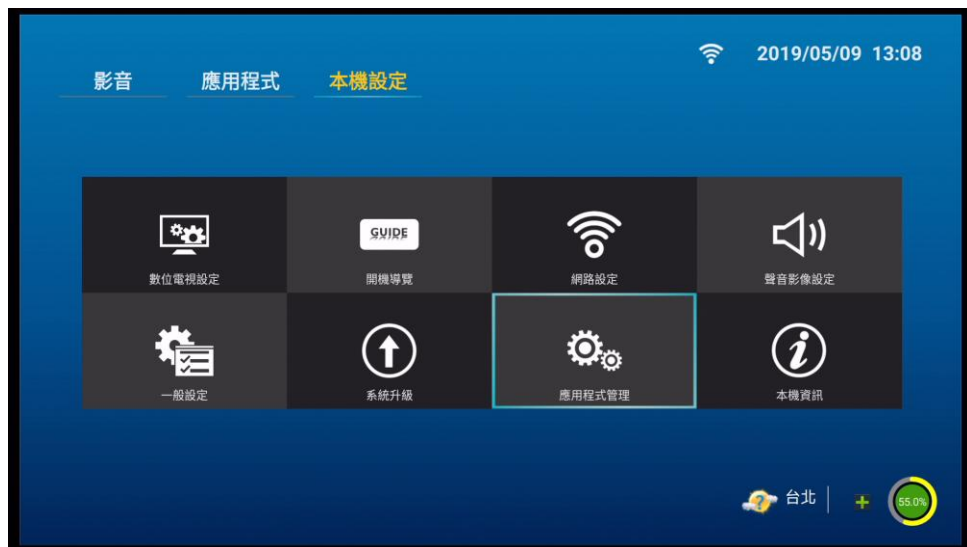 2019/05/09 13:08
影音 應用程式 本機設定
GUIDE
數位電視設定 開機導覽 網路設定 聲音影像設定
一般設定 系統升級 應用程式管理 本機資訊
台北
55.0%